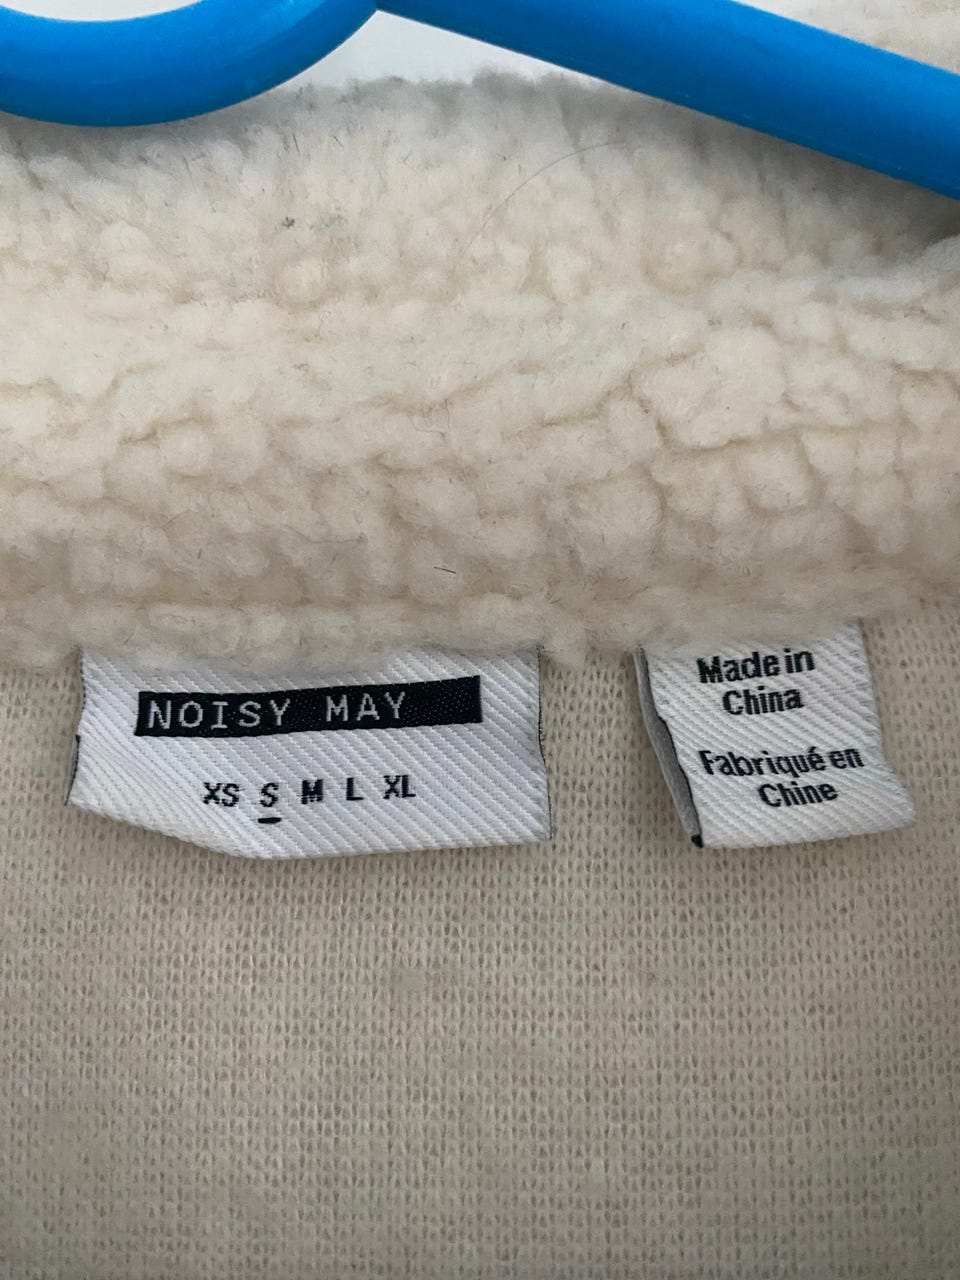 NOISY MAY
XS S M L XL
Made in
China
Fabriqué en
Chine